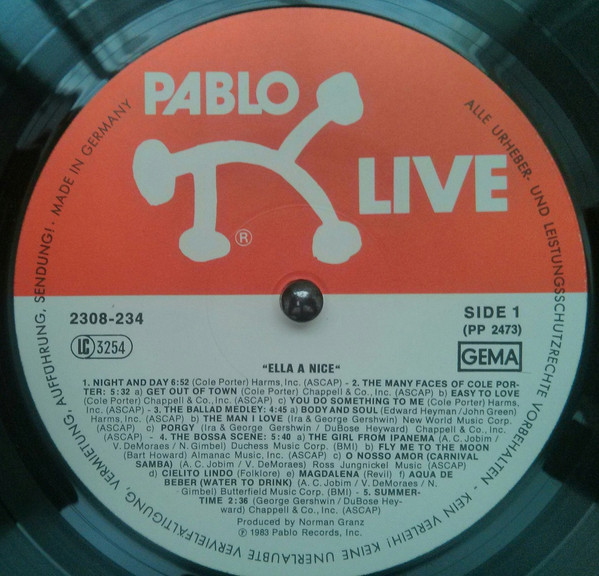 PABLO
LIVE
®
MADE IN GERMANY · ALLE URHEBER- UND LEISTUNGSSCHUTZRECHTE VORBEHALTEN · KEIN VERLEIH! KEINE UNERLAUBTE VERVIELFÄLTIGUNG, VERMIETUNG, AUFFÜHRUNG, SENDUNG! ·
2308-234
SIDE 1
(PP 2473)
LC 3254
GEMA
"ELLA A NICE"
1. NIGHT AND DAY 6:52 (Cole Porter) Harms, Inc. (ASCAP) - 2. THE MANY FACES OF COLE POR-
TER: 5:32 a) GET OUT OF TOWN (Cole Porter) Chappell & Co., Inc. (ASCAP) b) EASY TO LOVE
(Cole Porter) Chappell & Co., Inc. (ASCAP) c) YOU DO SOMETHING TO ME (Cole Porter) Harms,
Inc. (ASCAP) - 3. THE BALLAD MEDLEY: 4:45 a) BODY AND SOUL (Edward Heyman/John Green)
Harms, Inc. (ASCAP) b) THE MAN I LOVE (Ira & George Gershwin) New World Music Corp.
(ASCAP) c) PORGY (Ira & George Gershwin / DuBose Heyward) Chappell & Co., Inc.
(ASCAP) - 4. THE BOSSA SCENE: 5:40 a) THE GIRL FROM IPANEMA (A. C. Jobim /
V. DeMoraes / N. Gimbel) Duchess Music Corp. (BMI) b) FLY ME TO THE MOON
(Bart Howard) Almanac Music, Inc. (ASCAP) c) O NOSSO AMOR (CARNIVAL
SAMBA) (A. C. Jobim / V. DeMoraes) Ross Jungnickel Music (ASCAP)
d) CIELITO LINDO (Folklore) e) MAGDALENA (Revil) f) AQUA DE
BEBER (WATER TO DRINK) (A. C. Jobim / V. DeMoraes / N.
Gimbel) Butterfield Music Corp. (BMI) - 5. SUMMER-
TIME 2:36 (George Gershwin / DuBose Hey-
ward) Chappell & Co., Inc. (ASCAP)
Produced by Norman Granz
℗ 1983 Pablo Records, Inc.